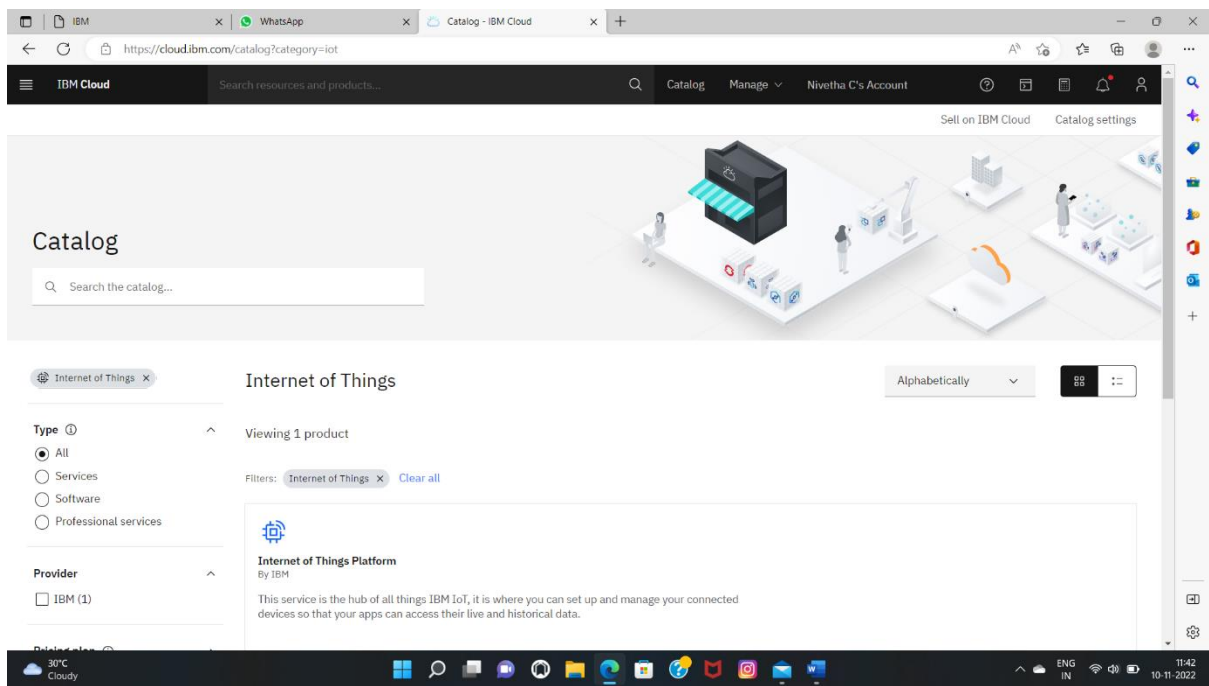 IBM
WhatsApp
Catalog - IBM Cloud
https://cloud.ibm.com/catalog?category=iot
IBM Cloud
Search resources and products...
Catalog
Manage
Nivetha C's Account
Sell on IBM Cloud
Catalog settings
Catalog
Search the catalog...
Internet of Things
Internet of Things
Alphabetically
Type
All
Services
Software
Professional services
Provider
IBM (1)
Viewing 1 product
Filters: Internet of Things Clear all
Internet of Things Platform
By IBM
This service is the hub of all things IBM IoT, it is where you can set up and manage your connected
devices so that your apps can access their live and historical data.
30°C
Cloudy
ENG
IN
11:42
10-11-2022